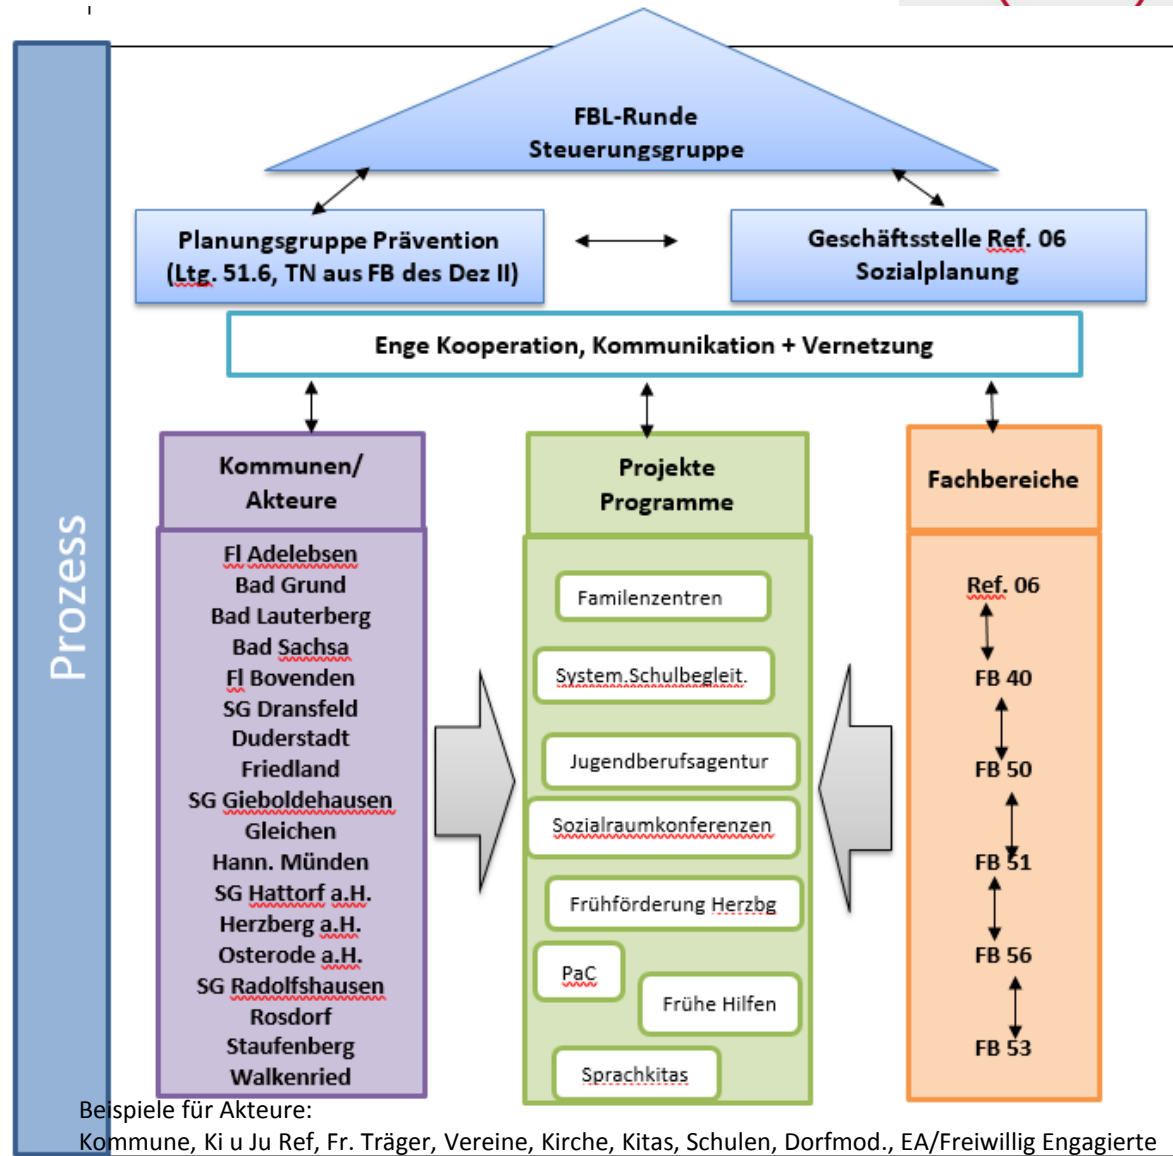 Prozess
FBL-Runde
Steuerungsgruppe
Planungsgruppe Prävention
(Ltg. 51.6, TN aus FB des Dez II)
Geschäftsstelle Ref. 06
Sozialplanung
Enge Kooperation, Kommunikation + Vernetzung
Kommunen/
Akteure
Fl Adelebsen
Bad Grund
Bad Lauterberg
Bad Sachsa
Fl Bovenden
SG Dransfeld
Duderstadt
Friedland
SG Gieboldehausen
Gleichen
Hann. Münden
SG Hattorf a.H.
Herzberg a.H.
Osterode a.H.
SG Radolfshausen
Rosdorf
Staufenberg
Walkenried
Projekte
Programme
Familenzentren
System.Schulbegleit.
Jugendberufsagentur
Sozialraumkonferenzen
Frühförderung Herzbg
PaC
Frühe Hilfen
Sprachkitas
Fachbereiche
Ref. 06
FB 40
FB 50
FB 51
FB 56
FB 53
Beispiele für Akteure:
Kommune, Ki u Ju Ref, Fr. Träger, Vereine, Kirche, Kitas, Schulen, Dorfmod., EA/Freiwillig Engagierte